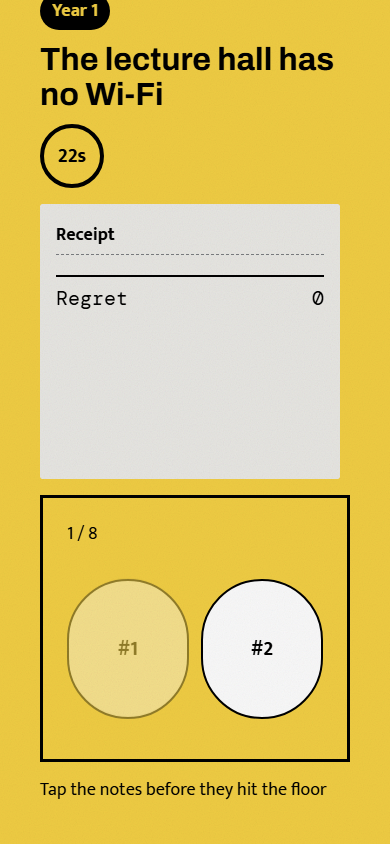 Year 1
The lecture hall has
no Wi-Fi
22s
Receipt
Regret 0
1 / 8
#1 #2
Tap the notes before they hit the floor